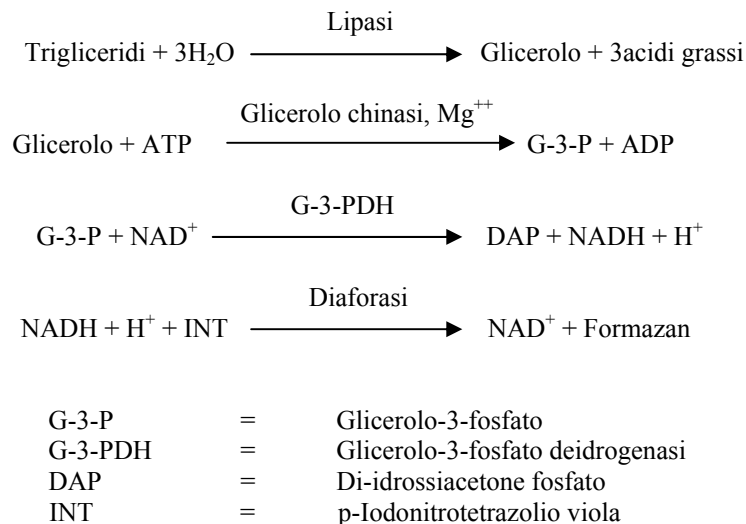 Lipasi
Trigliceridi + 3H₂O → Glicerolo + 3acidi grassi
Glicerolo chinasi, Mg⁺⁺
Glicerolo + ATP → G-3-P + ADP
G-3-PDH
G-3-P + NAD⁺ → DAP + NADH + H⁺
Diaforasi
NADH + H⁺ + INT → NAD⁺ + Formazan
G-3-P = Glicerolo-3-fosfato
G-3-PDH = Glicerolo-3-fosfato deidrogenasi
DAP = Di-idrossiacetone fosfato
INT = p-Iodonitrotetrazolio viola